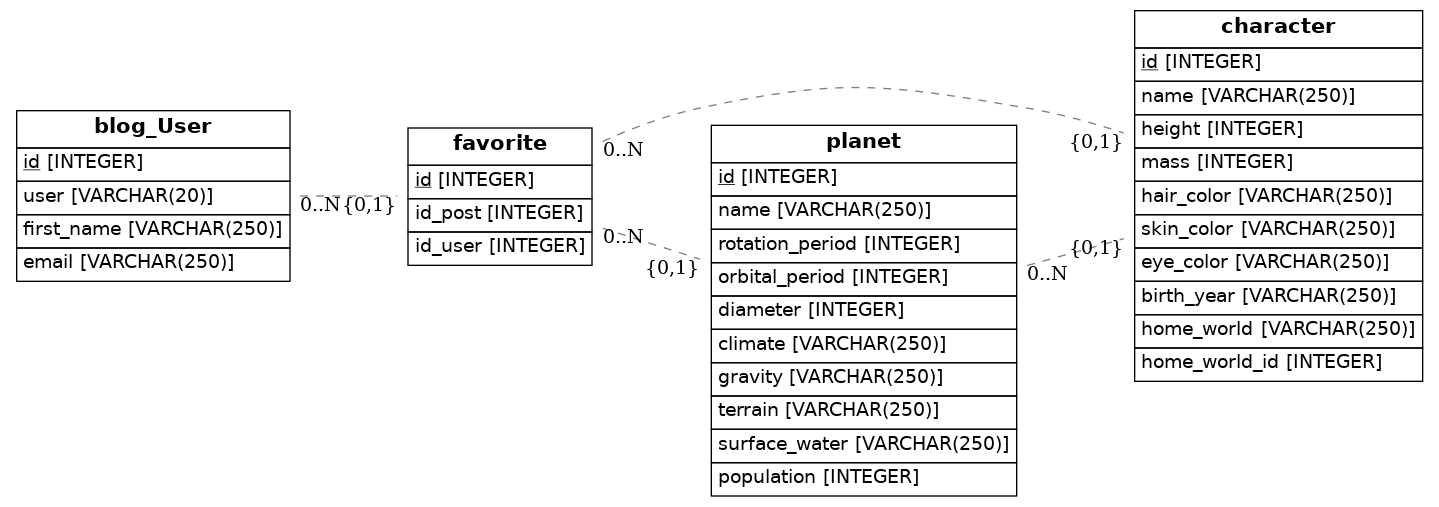 blog_User
id [INTEGER]
user [VARCHAR(20)]
first_name [VARCHAR(250)]
email [VARCHAR(250)]
0..N
{0,1}
favorite
id [INTEGER]
id_post [INTEGER]
id_user [INTEGER]
0..N
{0,1}
0..N
{0,1}
planet
id [INTEGER]
name [VARCHAR(250)]
rotation_period [INTEGER]
orbital_period [INTEGER]
diameter [INTEGER]
climate [VARCHAR(250)]
gravity [VARCHAR(250)]
terrain [VARCHAR(250)]
surface_water [VARCHAR(250)]
population [INTEGER]
0..N
{0,1}
character
id [INTEGER]
name [VARCHAR(250)]
height [INTEGER]
mass [INTEGER]
hair_color [VARCHAR(250)]
skin_color [VARCHAR(250)]
eye_color [VARCHAR(250)]
birth_year [VARCHAR(250)]
home_world [VARCHAR(250)]
home_world_id [INTEGER]